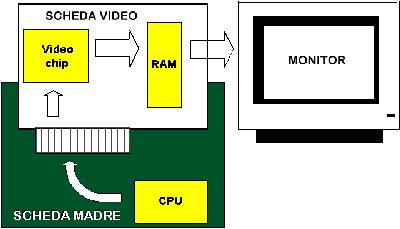 SCHEDA VIDEO
Video
chip
RAM
MONITOR
CPU
SCHEDA MADRE